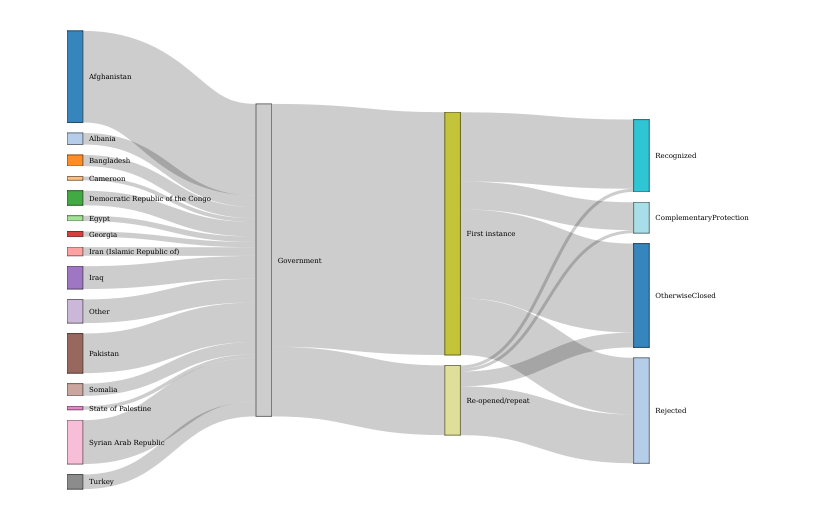 Afghanistan
Albania
Bangladesh
Cameroon
Democratic Republic of the Congo
Egypt
Georgia
Iran (Islamic Republic of)
Iraq
Other
Pakistan
Somalia
State of Palestine
Syrian Arab Republic
Turkey
Government
First instance
Re-opened/repeat
Recognized
ComplementaryProtection
OtherwiseClosed
Rejected